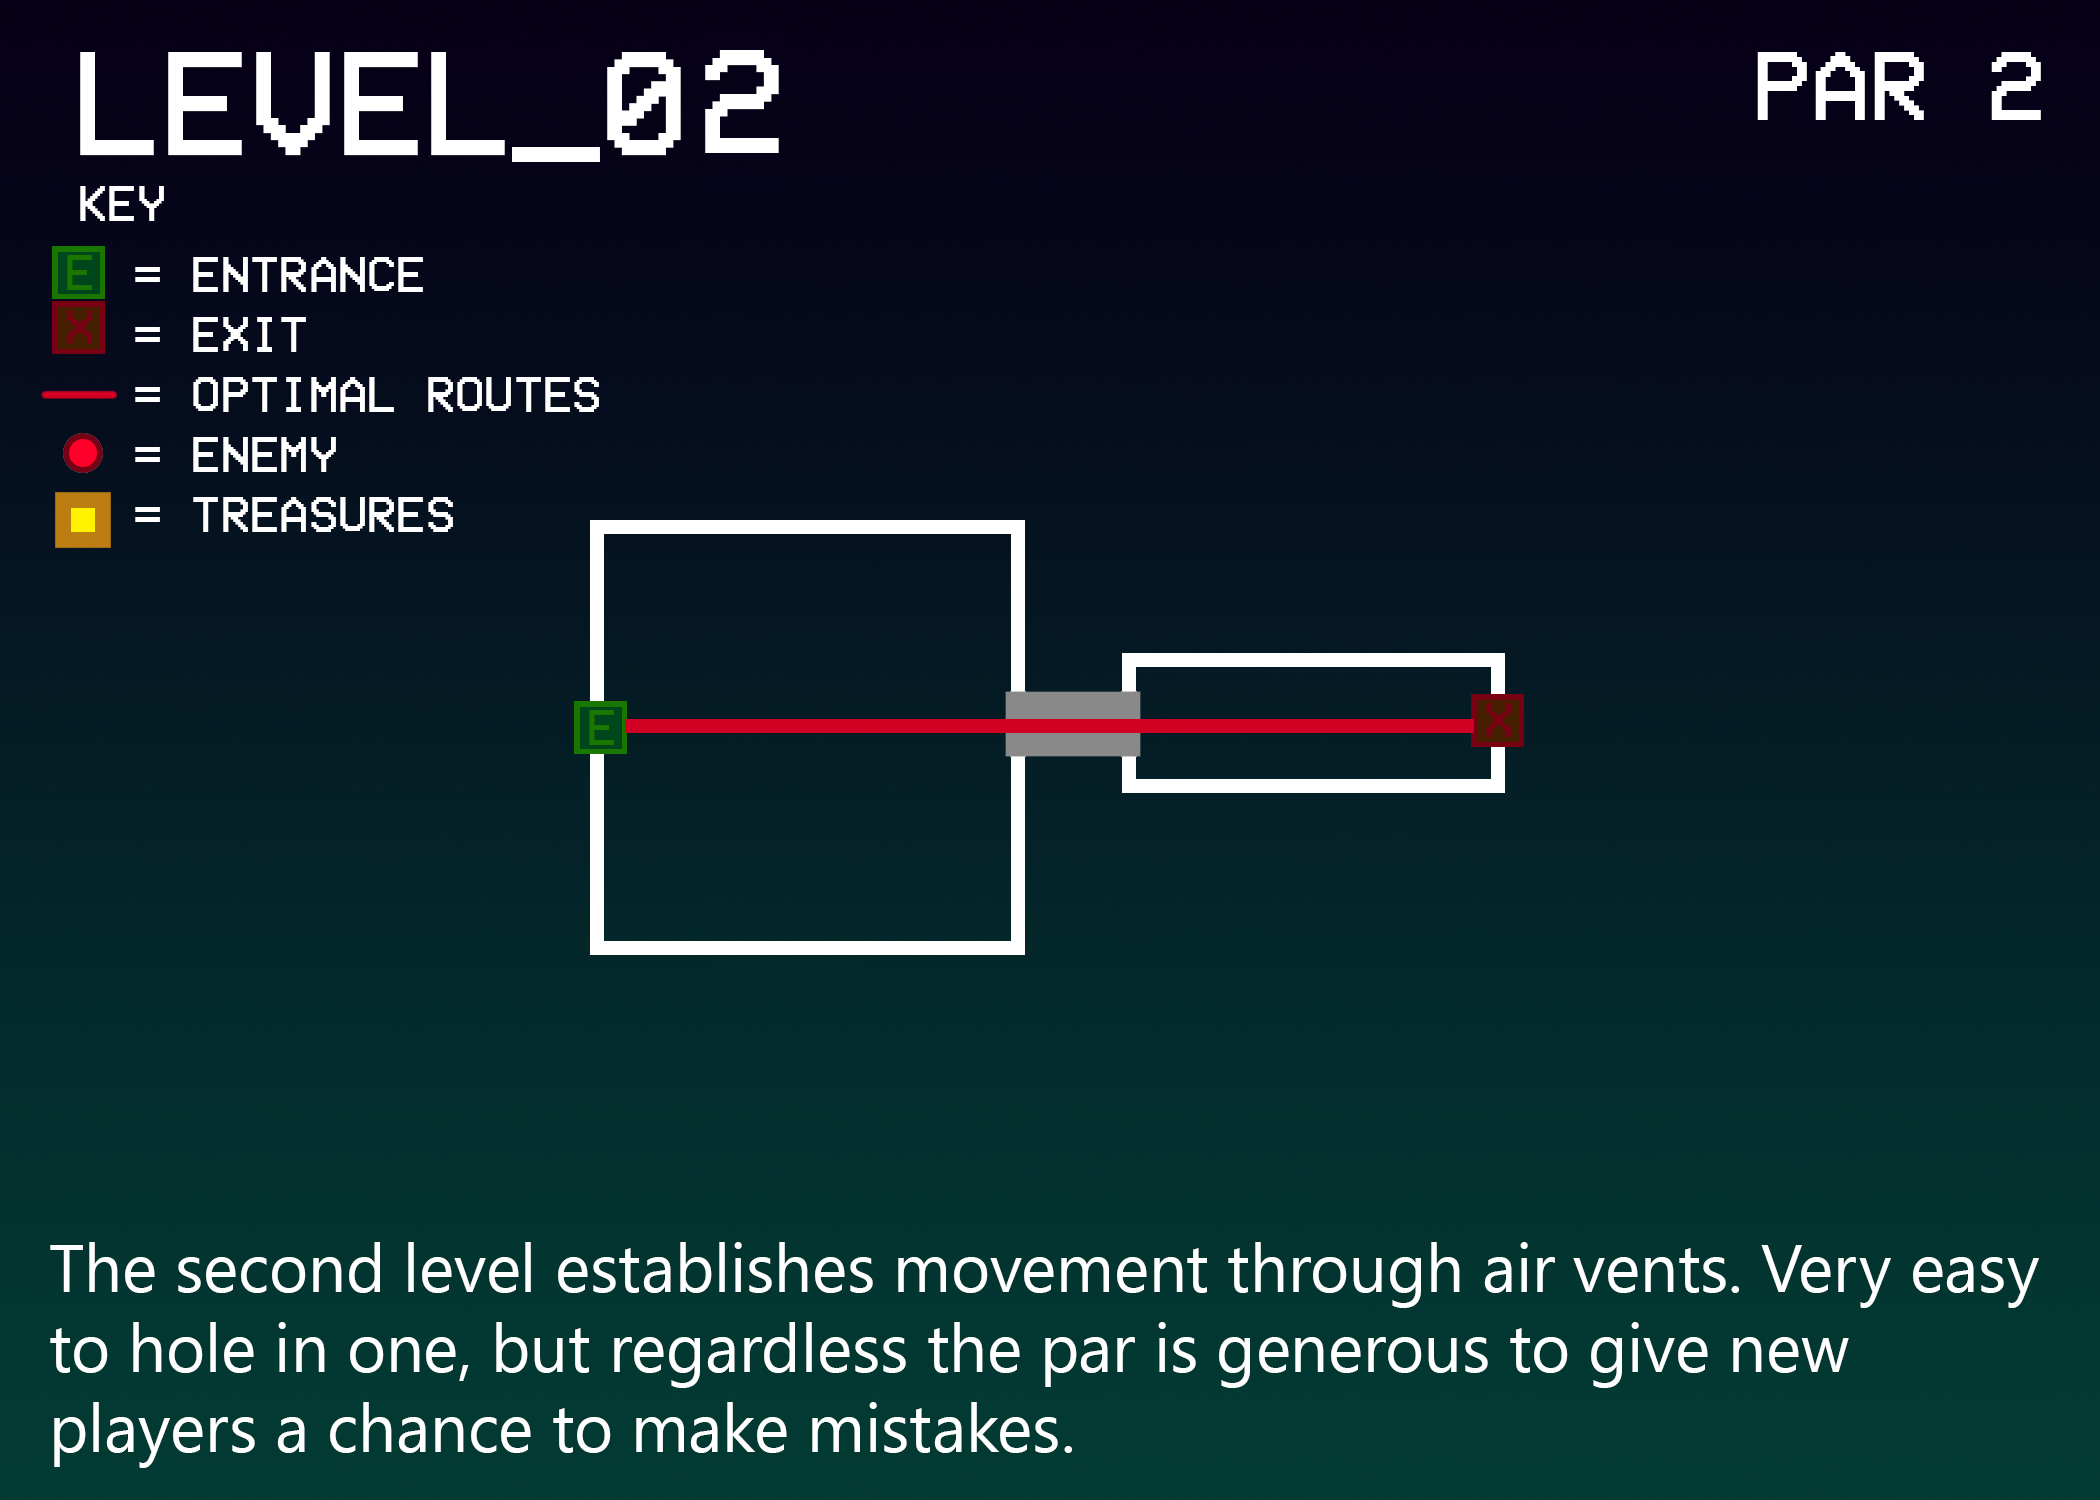 LEVEL_02
PAR 2
KEY
E = ENTRANCE
X = EXIT
= OPTIMAL ROUTES
= ENEMY
= TREASURES
E
X
The second level establishes movement through air vents. Very easy
to hole in one, but regardless the par is generous to give new
players a chance to make mistakes.